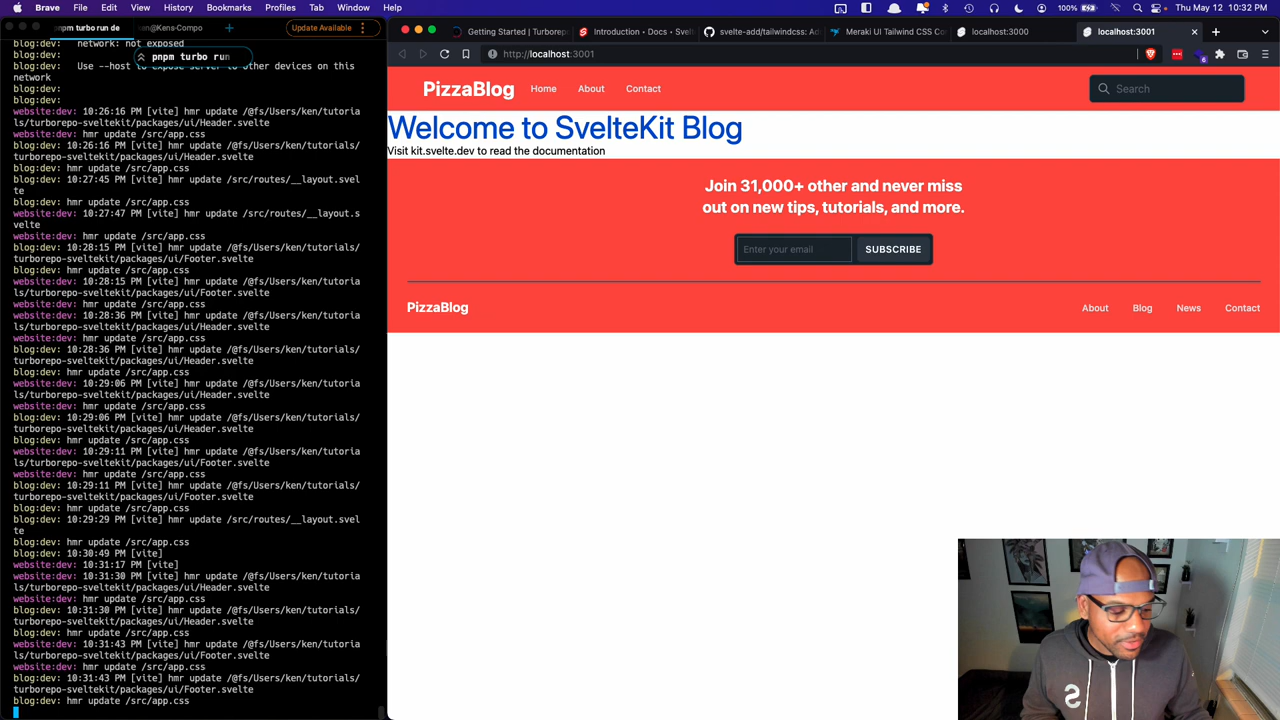 Brave File Edit View History Bookmarks Window Help
Thu May 5 10:32 PM
pnpm turbo run de
Update Available
Getting Started | Turborep
Introduction • Docs • Svelt
svelte-add/tailwindcss: Ad
Meraki UI Tailwind CSS Co
localhost:3000
localhost:3001
http://localhost:3001
blog:dev: network: not exposed
pnpm turbo run
blog:dev:
blog:dev: Use --host to expose server to other devices on this
network
blog:dev:
blog:dev:
website:dev: 10:26:16 PM [vite] hmr update /@fs/Users/ken/tutoria
ls/turborepo-sveltekit/packages/ui/Header.svelte
website:dev: hmr update /src/app.css
blog:dev: 10:26:16 PM [vite] hmr update /@fs/Users/ken/tutorials/
turborepo-sveltekit/packages/ui/Header.svelte
blog:dev: hmr update /src/app.css
blog:dev: 10:27:45 PM [vite] hmr update /src/routes/__layout.svel
te
blog:dev: hmr update /src/app.css
website:dev: 10:27:47 PM [vite] hmr update /src/routes/__layout.s
velte
website:dev: hmr update /src/app.css
blog:dev: 10:28:15 PM [vite] hmr update /@fs/Users/ken/tutorials/
turborepo-sveltekit/packages/ui/Footer.svelte
blog:dev: hmr update /src/app.css
website:dev: 10:28:15 PM [vite] hmr update /@fs/Users/ken/tutoria
ls/turborepo-sveltekit/packages/ui/Footer.svelte
website:dev: hmr update /src/app.css
website:dev: 10:28:36 PM [vite] hmr update /@fs/Users/ken/tutoria
ls/turborepo-sveltekit/packages/ui/Header.svelte
website:dev: hmr update /src/app.css
blog:dev: 10:28:36 PM [vite] hmr update /@fs/Users/ken/tutorials/
turborepo-sveltekit/packages/ui/Header.svelte
blog:dev: hmr update /src/app.css
website:dev: 10:29:06 PM [vite] hmr update /@fs/Users/ken/tutoria
ls/turborepo-sveltekit/packages/ui/Header.svelte
website:dev: hmr update /src/app.css
blog:dev: 10:29:06 PM [vite] hmr update /@fs/Users/ken/tutorials/
turborepo-sveltekit/packages/ui/Header.svelte
blog:dev: hmr update /src/app.css
website:dev: 10:29:11 PM [vite] hmr update /@fs/Users/ken/tutoria
ls/turborepo-sveltekit/packages/ui/Footer.svelte
website:dev: hmr update /src/app.css
blog:dev: 10:29:11 PM [vite] hmr update /@fs/Users/ken/tutorials/
turborepo-sveltekit/packages/ui/Footer.svelte
blog:dev: hmr update /src/app.css
blog:dev: 10:29:29 PM [vite] hmr update /src/routes/__layout.svel
te
blog:dev: hmr update /src/app.css
blog:dev: 10:30:49 PM [vite]
website:dev: 10:31:17 PM [vite]
website:dev: 10:31:30 PM [vite] hmr update /@fs/Users/ken/tutoria
ls/turborepo-sveltekit/packages/ui/Header.svelte
website:dev: hmr update /src/app.css
blog:dev: 10:31:30 PM [vite] hmr update /@fs/Users/ken/tutorials/
turborepo-sveltekit/packages/ui/Header.svelte
blog:dev: hmr update /src/app.css
website:dev: 10:31:43 PM [vite] hmr update /@fs/Users/ken/tutoria
ls/turborepo-sveltekit/packages/ui/Footer.svelte
website:dev: hmr update /src/app.css
blog:dev: 10:31:43 PM [vite] hmr update /@fs/Users/ken/tutorials/
turborepo-sveltekit/packages/ui/Footer.svelte
blog:dev: hmr update /src/app.css
PizzaBlog Home About Contact Search
Welcome to SvelteKit Blog
Visit kit.svelte.dev to read the documentation
Join 31,000+ other and never miss
out on new tips, tutorials, and more.
Enter your email SUBSCRIBE
PizzaBlog About Blog News Contact